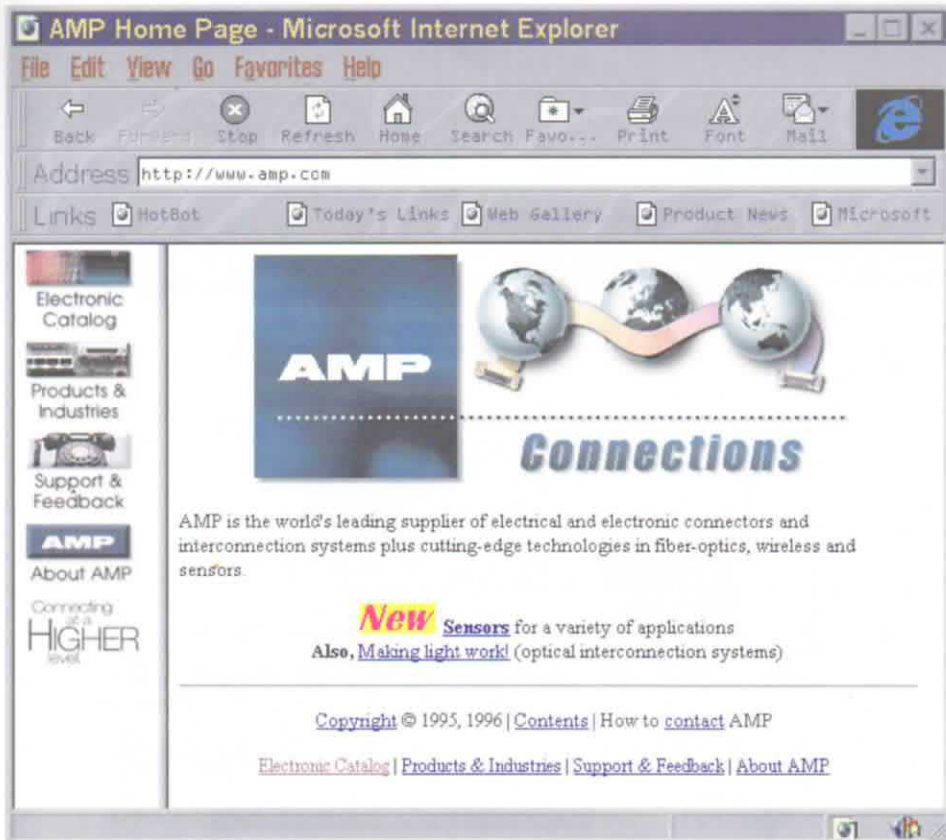 AMP Home Page - Microsoft Internet Explorer
File Edit View Go Favorites Help
Back Forward Stop Refresh Home Search Favo... Print Font Mail
Address http://www.amp.com
Links HotBot Today's Links Web Gallery Product News Microsoft
Electronic
Catalog
Products &
Industries
Support &
Feedback
AMP
About AMP
Connecting
at a
HIGHER
level
AMP
Connections
AMP is the world's leading supplier of electrical and electronic connectors and
interconnection systems plus cutting-edge technologies in fiber-optics, wireless and
sensors.
New Sensors for a variety of applications
Also, Making light work! (optical interconnection systems)
Copyright © 1995, 1996 | Contents | How to contact AMP
Electronic Catalog | Products & Industries | Support & Feedback | About AMP